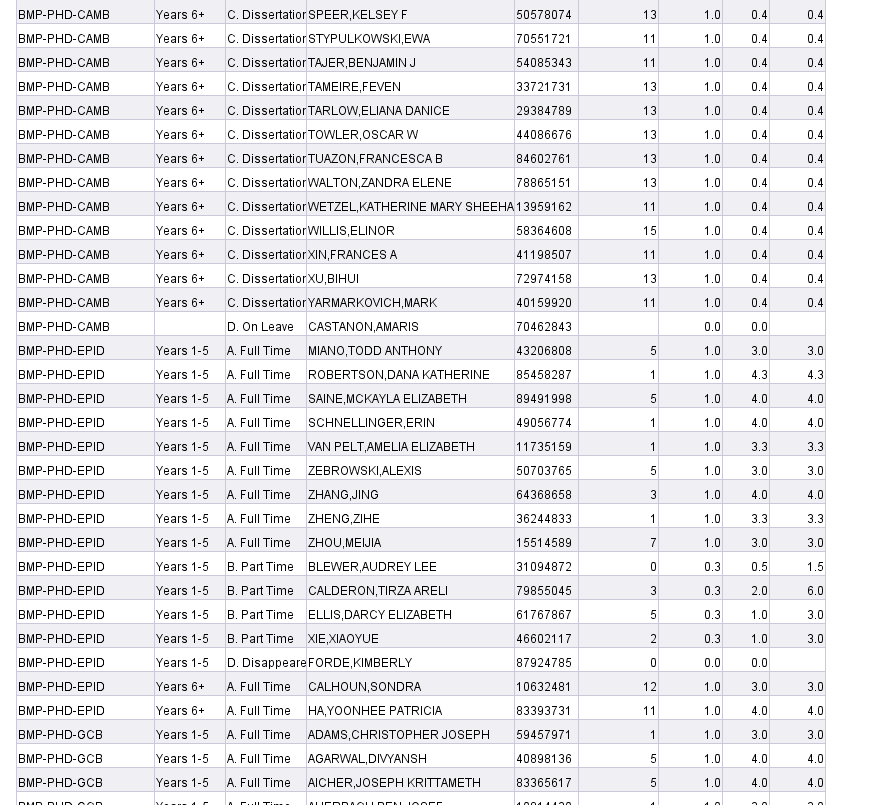 BMP-PHD-CAMB Years 6+ C. Dissertation SPEER,KELSEY F 50578074 13 1.0 0.4 0.4
BMP-PHD-CAMB Years 6+ C. Dissertation STYPULKOWSKI,EWA 70551721 11 1.0 0.4 0.4
BMP-PHD-CAMB Years 6+ C. Dissertation TAJER,BENJAMIN J 54085343 11 1.0 0.4 0.4
BMP-PHD-CAMB Years 6+ C. Dissertation TAMEIRE,FEVEN 33721731 13 1.0 0.4 0.4
BMP-PHD-CAMB Years 6+ C. Dissertation TARLOW,ELIANA DANICE 29384789 13 1.0 0.4 0.4
BMP-PHD-CAMB Years 6+ C. Dissertation TOWLER,OSCAR W 44086676 13 1.0 0.4 0.4
BMP-PHD-CAMB Years 6+ C. Dissertation TUAZON,FRANCESCA B 84602761 13 1.0 0.4 0.4
BMP-PHD-CAMB Years 6+ C. Dissertation WALTON,ZANDRA ELENE 78865151 13 1.0 0.4 0.4
BMP-PHD-CAMB Years 6+ C. Dissertation WETZEL,KATHERINE MARY SHEEHA 13959162 11 1.0 0.4 0.4
BMP-PHD-CAMB Years 6+ C. Dissertation WILLIS,ELINOR 58364608 15 1.0 0.4 0.4
BMP-PHD-CAMB Years 6+ C. Dissertation XIN,FRANCES A 41198507 11 1.0 0.4 0.4
BMP-PHD-CAMB Years 6+ C. Dissertation XU,BIHUI 72974158 13 1.0 0.4 0.4
BMP-PHD-CAMB Years 6+ C. Dissertation YARMARKOVICH,MARK 40159920 11 1.0 0.4 0.4
BMP-PHD-CAMB D. On Leave CASTANON,AMARIS 70462843 0.0 0.0
BMP-PHD-EPID Years 1-5 A. Full Time MIANO,TODD ANTHONY 43206808 5 1.0 3.0 3.0
BMP-PHD-EPID Years 1-5 A. Full Time ROBERTSON,DANA KATHERINE 85458287 1 1.0 4.3 4.3
BMP-PHD-EPID Years 1-5 A. Full Time SAINE,MCKAYLA ELIZABETH 89491998 5 1.0 4.0 4.0
BMP-PHD-EPID Years 1-5 A. Full Time SCHNELLINGER,ERIN 49056774 1 1.0 4.0 4.0
BMP-PHD-EPID Years 1-5 A. Full Time VAN PELT,AMELIA ELIZABETH 11735159 1 1.0 3.3 3.3
BMP-PHD-EPID Years 1-5 A. Full Time ZEBROWSKI,ALEXIS 50703765 5 1.0 3.0 3.0
BMP-PHD-EPID Years 1-5 A. Full Time ZHANG,JING 64368658 3 1.0 4.0 4.0
BMP-PHD-EPID Years 1-5 A. Full Time ZHENG,ZIHE 36244833 1 1.0 3.3 3.3
BMP-PHD-EPID Years 1-5 A. Full Time ZHOU,MEIJIA 15514589 7 1.0 3.0 3.0
BMP-PHD-EPID Years 1-5 B. Part Time BLEWER,AUDREY LEE 31094872 0 0.3 0.5 1.5
BMP-PHD-EPID Years 1-5 B. Part Time CALDERON,TIRZA ARELI 79855045 3 0.3 2.0 6.0
BMP-PHD-EPID Years 1-5 B. Part Time ELLIS,DARCY ELIZABETH 61767867 5 0.3 1.0 3.0
BMP-PHD-EPID Years 1-5 B. Part Time XIE,XIAOYUE 46602117 2 0.3 1.0 3.0
BMP-PHD-EPID Years 1-5 D. Disappeare FORDE,KIMBERLY 87924785 0 0.0 0.0
BMP-PHD-EPID Years 6+ A. Full Time CALHOUN,SONDRA 10632481 12 1.0 3.0 3.0
BMP-PHD-EPID Years 6+ A. Full Time HA,YOONHEE PATRICIA 83393731 11 1.0 4.0 4.0
BMP-PHD-GCB Years 1-5 A. Full Time ADAMS,CHRISTOPHER JOSEPH 59457971 1 1.0 3.0 3.0
BMP-PHD-GCB Years 1-5 A. Full Time AGARWAL,DIVYANSH 40898136 5 1.0 4.0 4.0
BMP-PHD-GCB Years 1-5 A. Full Time AICHER,JOSEPH KRITTAMETH 83365617 5 1.0 4.0 4.0